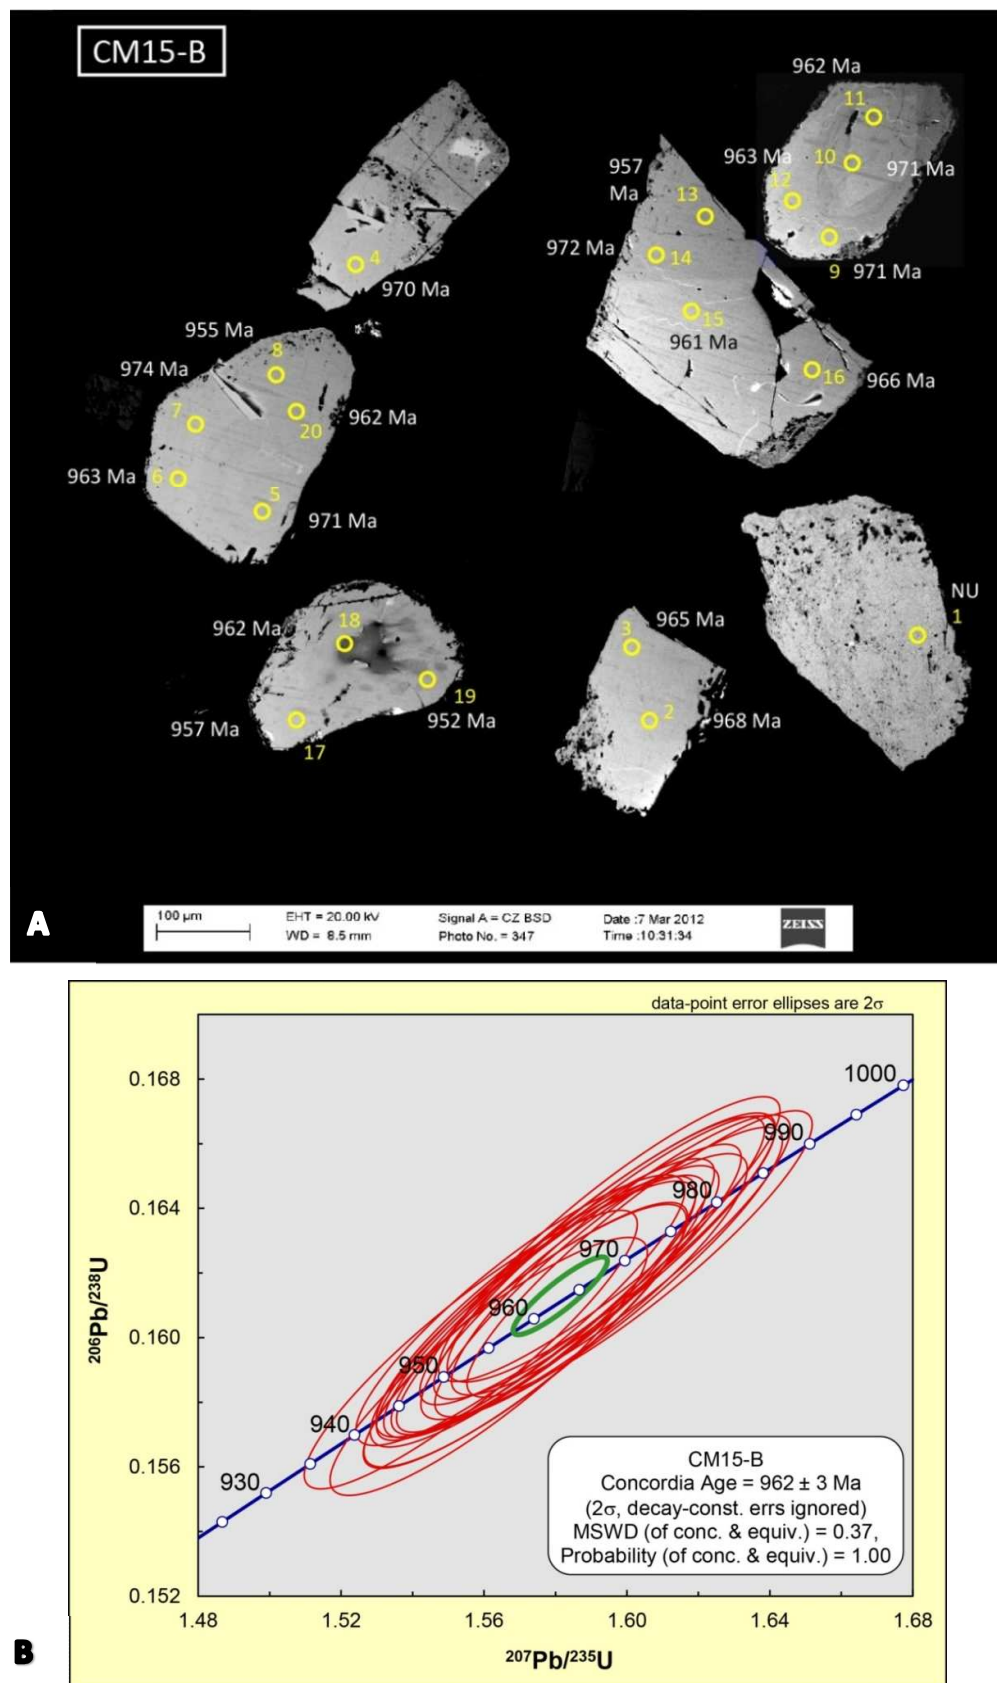 CM15-B
962 Ma
11
963 Ma
10
971 Ma
12
957
Ma
13
972 Ma
14
9
971 Ma
4
970 Ma
15
961 Ma
16
966 Ma
955 Ma
8
974 Ma
7
20
962 Ma
963 Ma
6
5
971 Ma
NU
1
962 Ma
18
3
965 Ma
19
952 Ma
957 Ma
17
2
968 Ma
A
100 µm
EHT = 20.00 kV
WD = 8.5 mm
Signal A = CZ BSD
Photo No. = 347
Date :7 Mar 2012
Time :10:31:34
ZEISS
data-point error ellipses are 2σ
0.168
0.164
0.160
0.156
0.152
206Pb/238U
1000
990
980
970
960
950
940
930
CM15-B
Concordia Age = 962 ± 3 Ma
(2σ, decay-const. errs ignored)
MSWD (of conc. & equiv.) = 0.37,
Probability (of conc. & equiv.) = 1.00
1.48 1.52 1.56 1.60 1.64 1.68
207Pb/235U
B